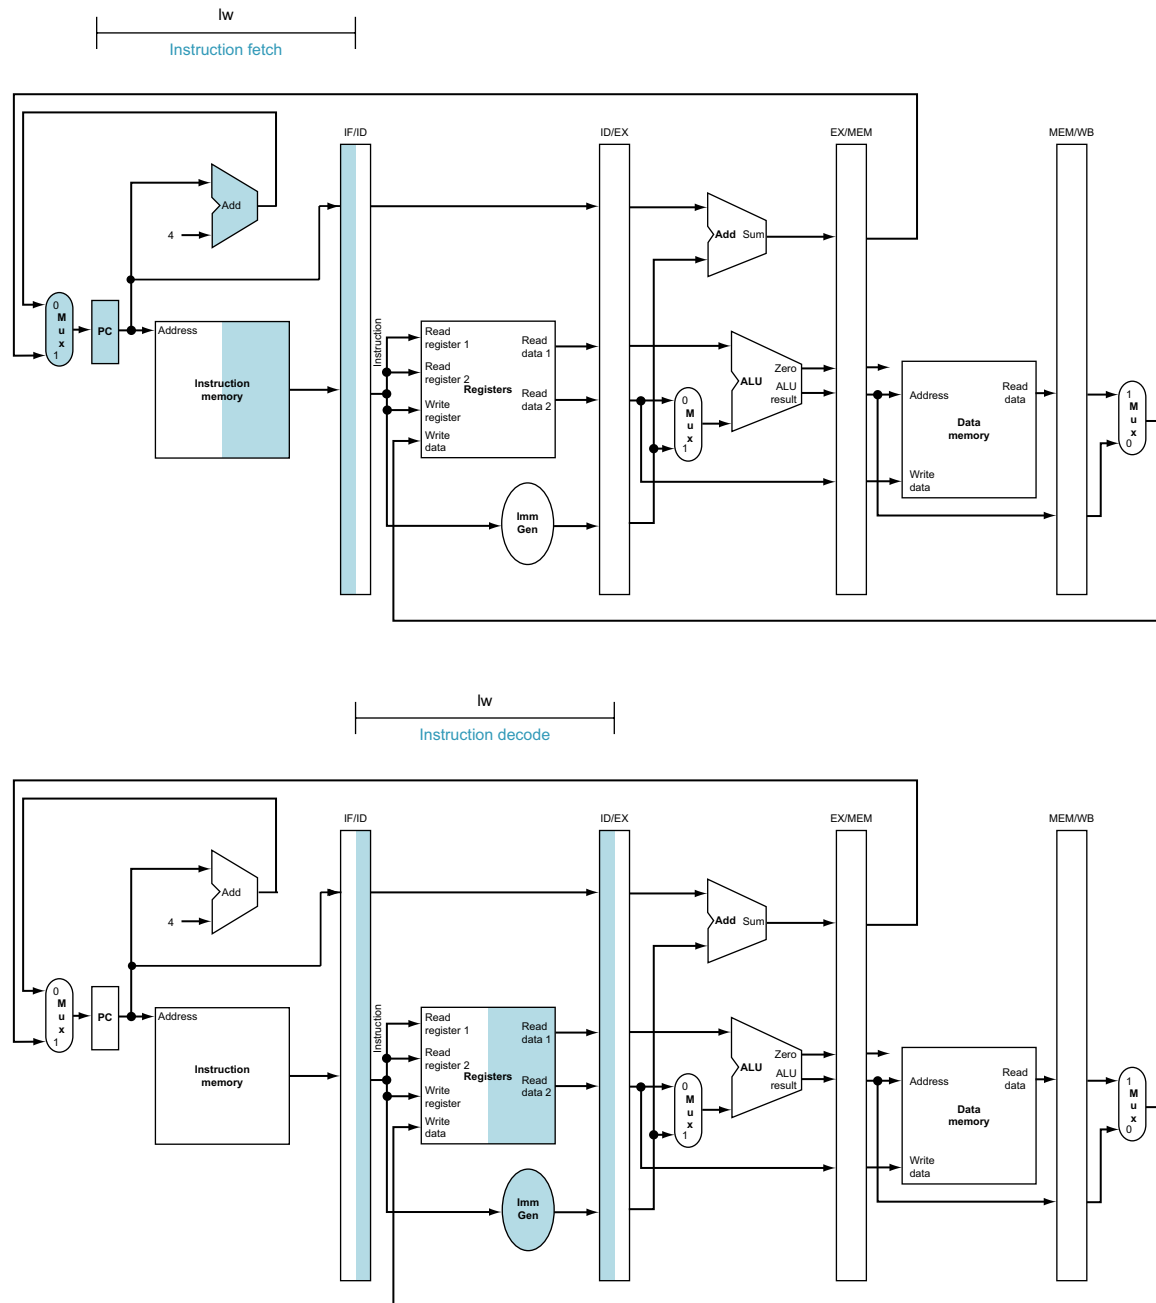 lw
Instruction fetch
IF/ID
ID/EX
EX/MEM
MEM/WB
Add
4
Add Sum
0
M
u
x
1
PC
Address
Instruction
memory
Instruction
Read
register 1
Read
register 2
Write
register
Write
data
Registers
Read
data 1
Read
data 2
Imm
Gen
0
M
u
x
1
ALU
Zero
ALU
result
Address
Write
data
Data
memory
Read
data
1
M
u
x
0
lw
Instruction decode
IF/ID
ID/EX
EX/MEM
MEM/WB
Add
4
Add Sum
0
M
u
x
1
PC
Address
Instruction
memory
Instruction
Read
register 1
Read
register 2
Write
register
Write
data
Registers
Read
data 1
Read
data 2
Imm
Gen
0
M
u
x
1
ALU
Zero
ALU
result
Address
Write
data
Data
memory
Read
data
1
M
u
x
0